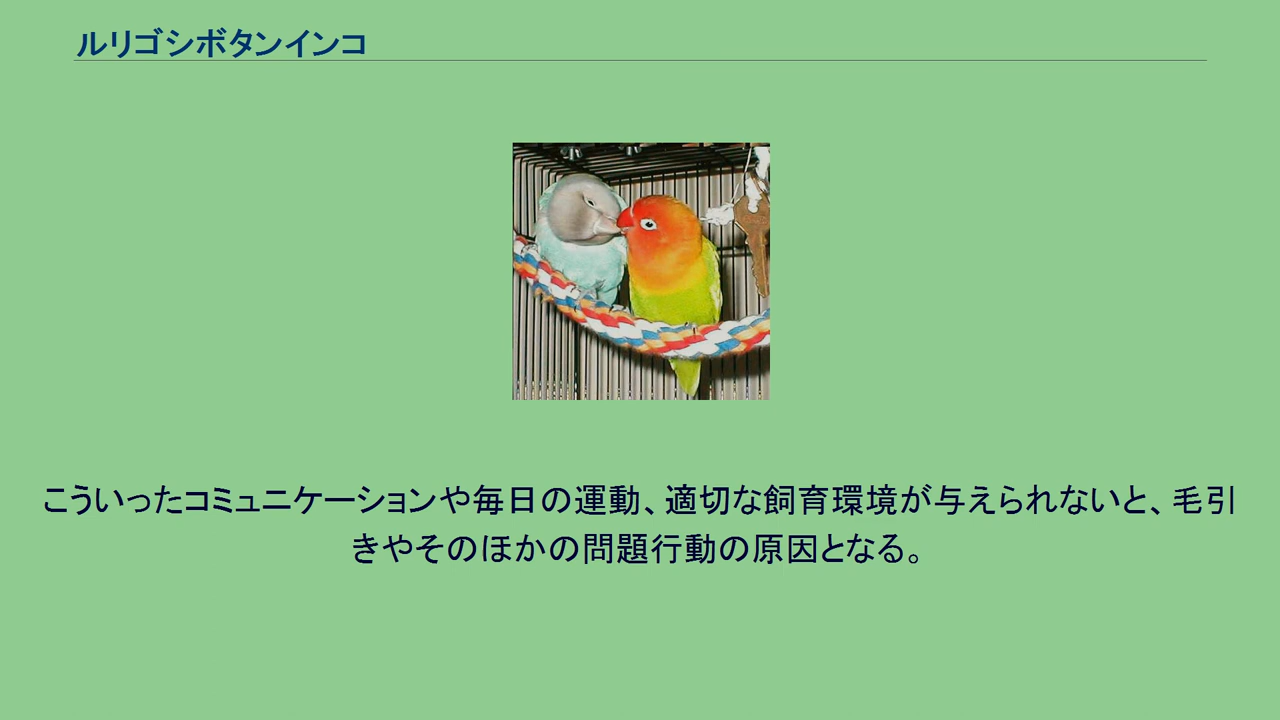 ルリゴシボタンインコ
こういったコミュニケーションや毎日の運動、適切な飼育環境が与えられないと、毛引
きやそのほかの問題行動の原因となる。